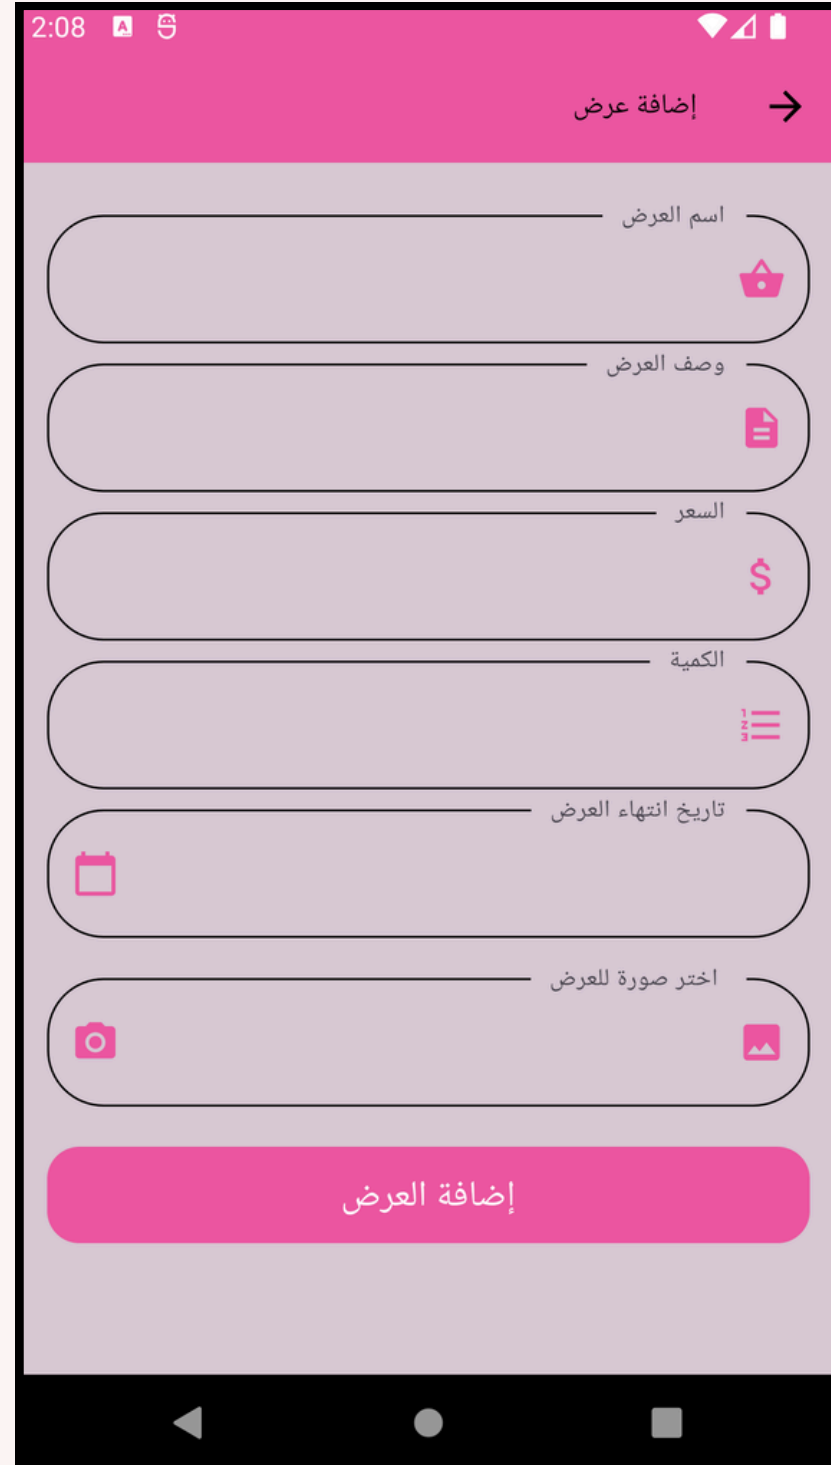 2:08
إضافة عرض
اسم العرض
وصف العرض
السعر
الكمية
تاريخ انتهاء العرض
اختر صورة للعرض
إضافة العرض